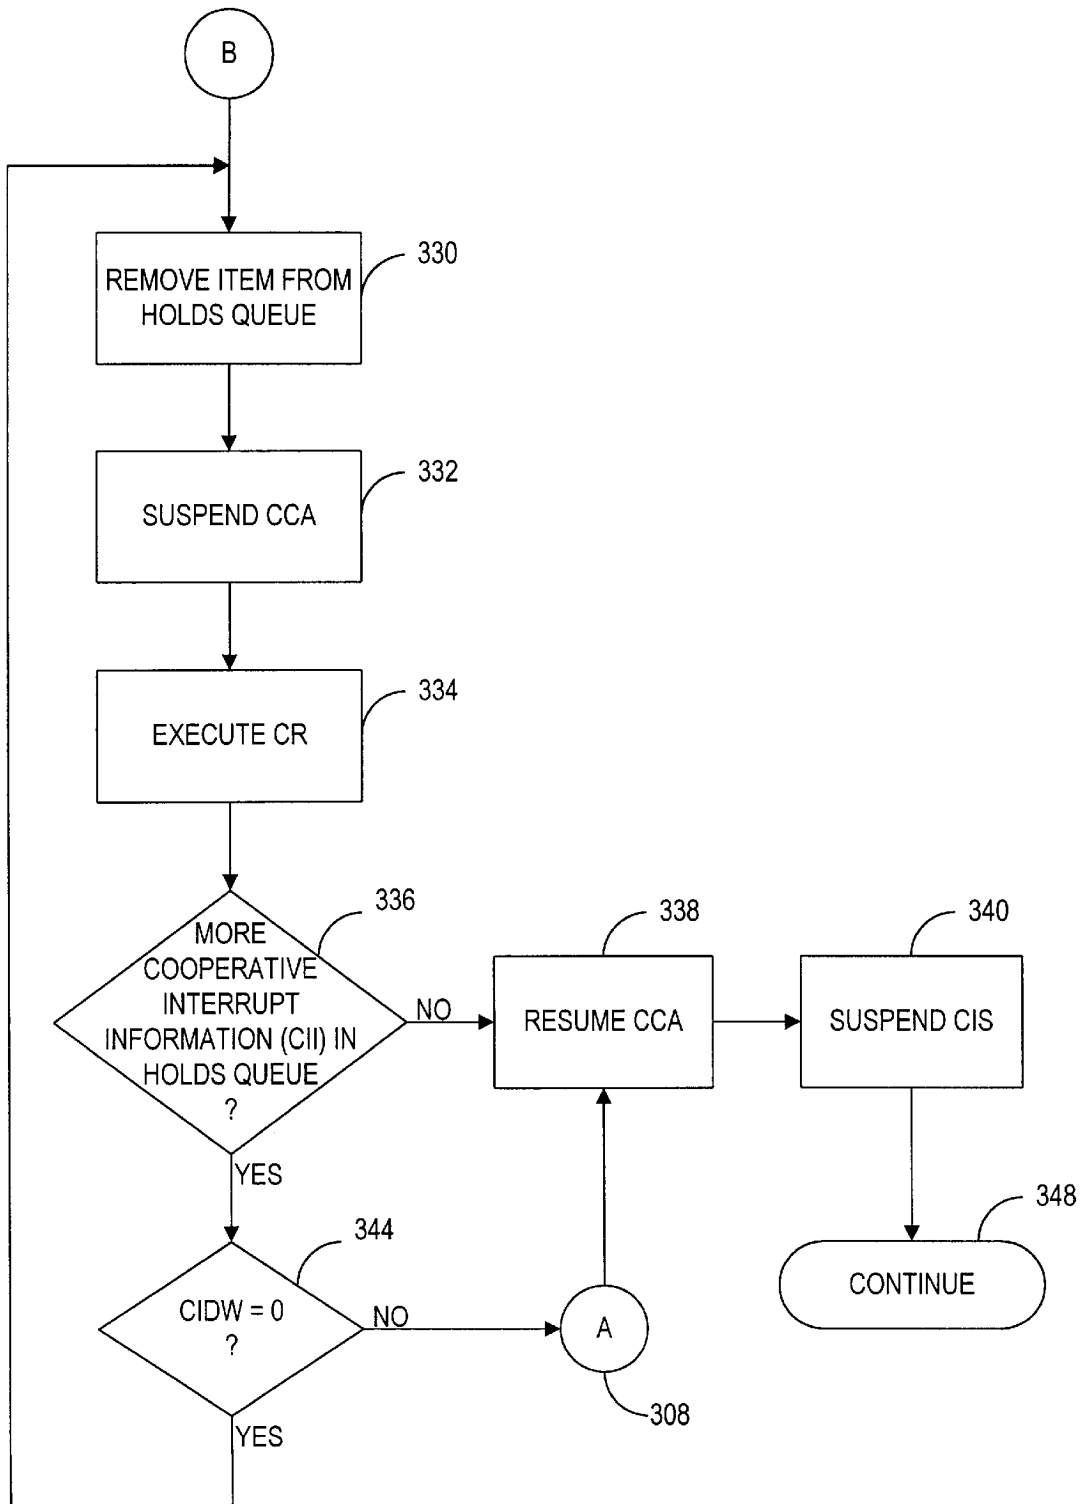 B
330
REMOVE ITEM FROM
HOLDS QUEUE
332
SUSPEND CCA
334
EXECUTE CR
336
MORE
COOPERATIVE
INTERRUPT
INFORMATION (CII) IN
HOLDS QUEUE
?
NO
338
RESUME CCA
340
SUSPEND CIS
YES
344
CIDW = 0
?
NO
A
308
348
CONTINUE
YES